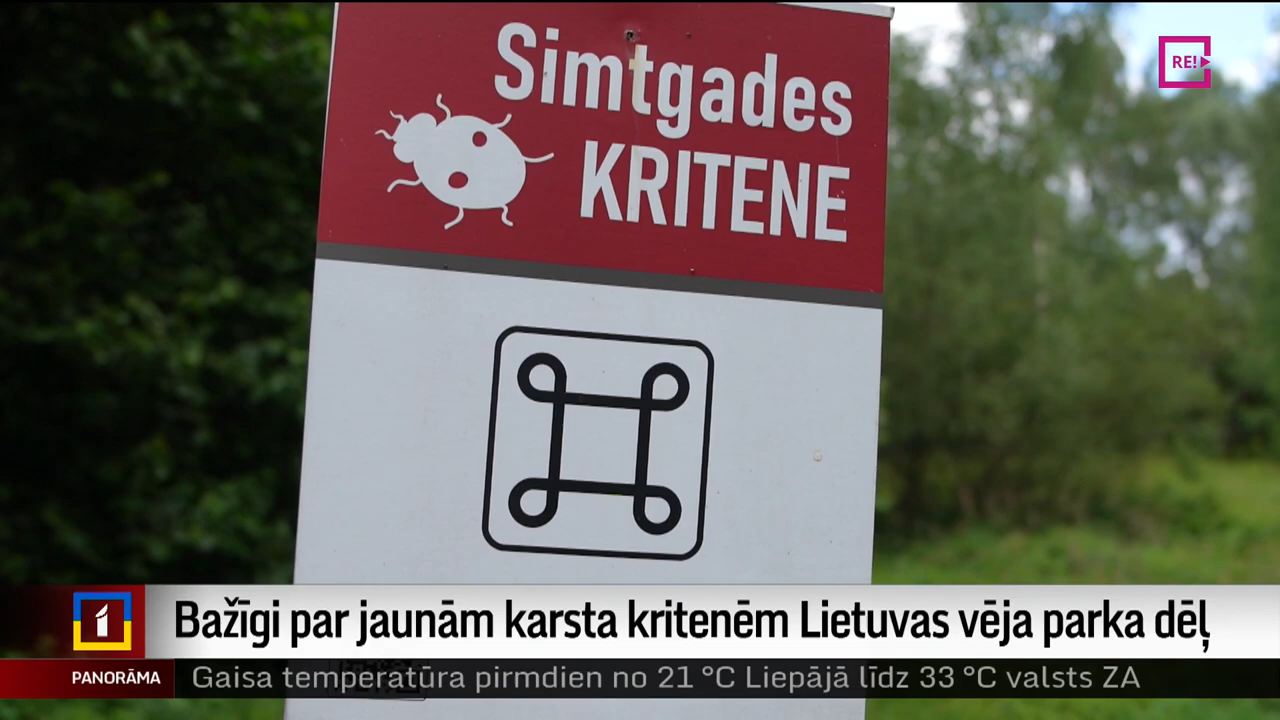 Simtgades
KRITENE
RE!
Bažīgi par jaunām karsta kritenēm Lietuvas vēja parka dēļ
1
PANORĀMA
Gaisa temperatūra pirmdien no 21 °C Liepājā līdz 33 °C valsts ZA